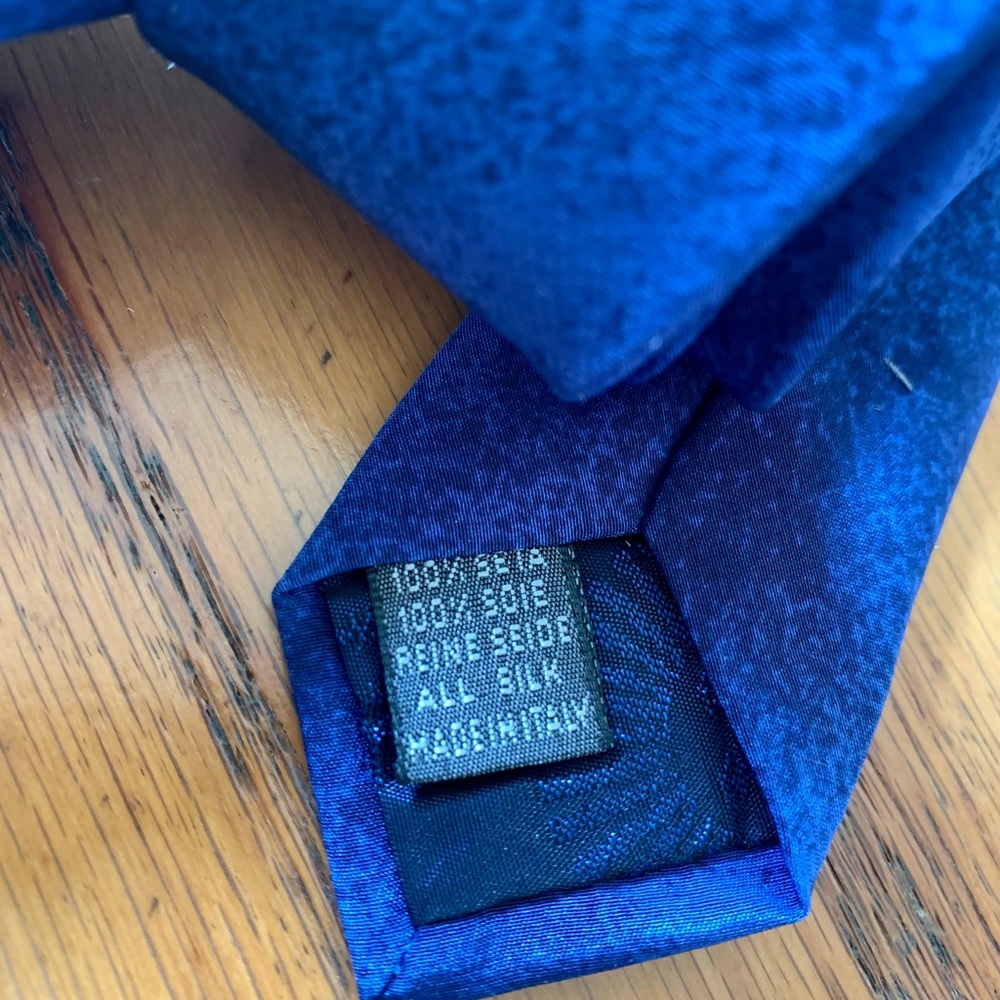 100% SETA
100% SOIE
REINE SEIDE
ALL SILK
MADE IN ITALY